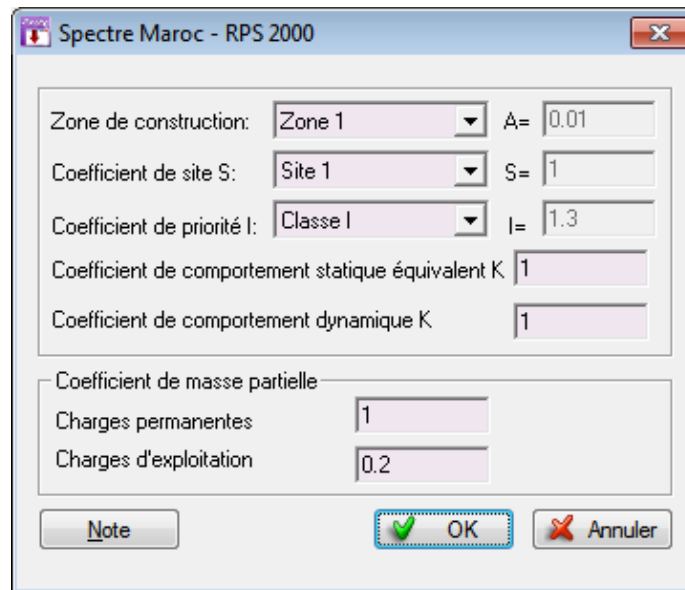 Spectre Maroc - RPS 2000
Zone de construction: Zone 1 A= 0.01
Coefficient de site S: Site 1 S= 1
Coefficient de priorité I: Classe I I= 1.3
Coefficient de comportement statique équivalent K 1
Coefficient de comportement dynamique K 1
Coefficient de masse partielle
Charges permanentes 1
Charges d'exploitation 0.2
Note OK Annuler